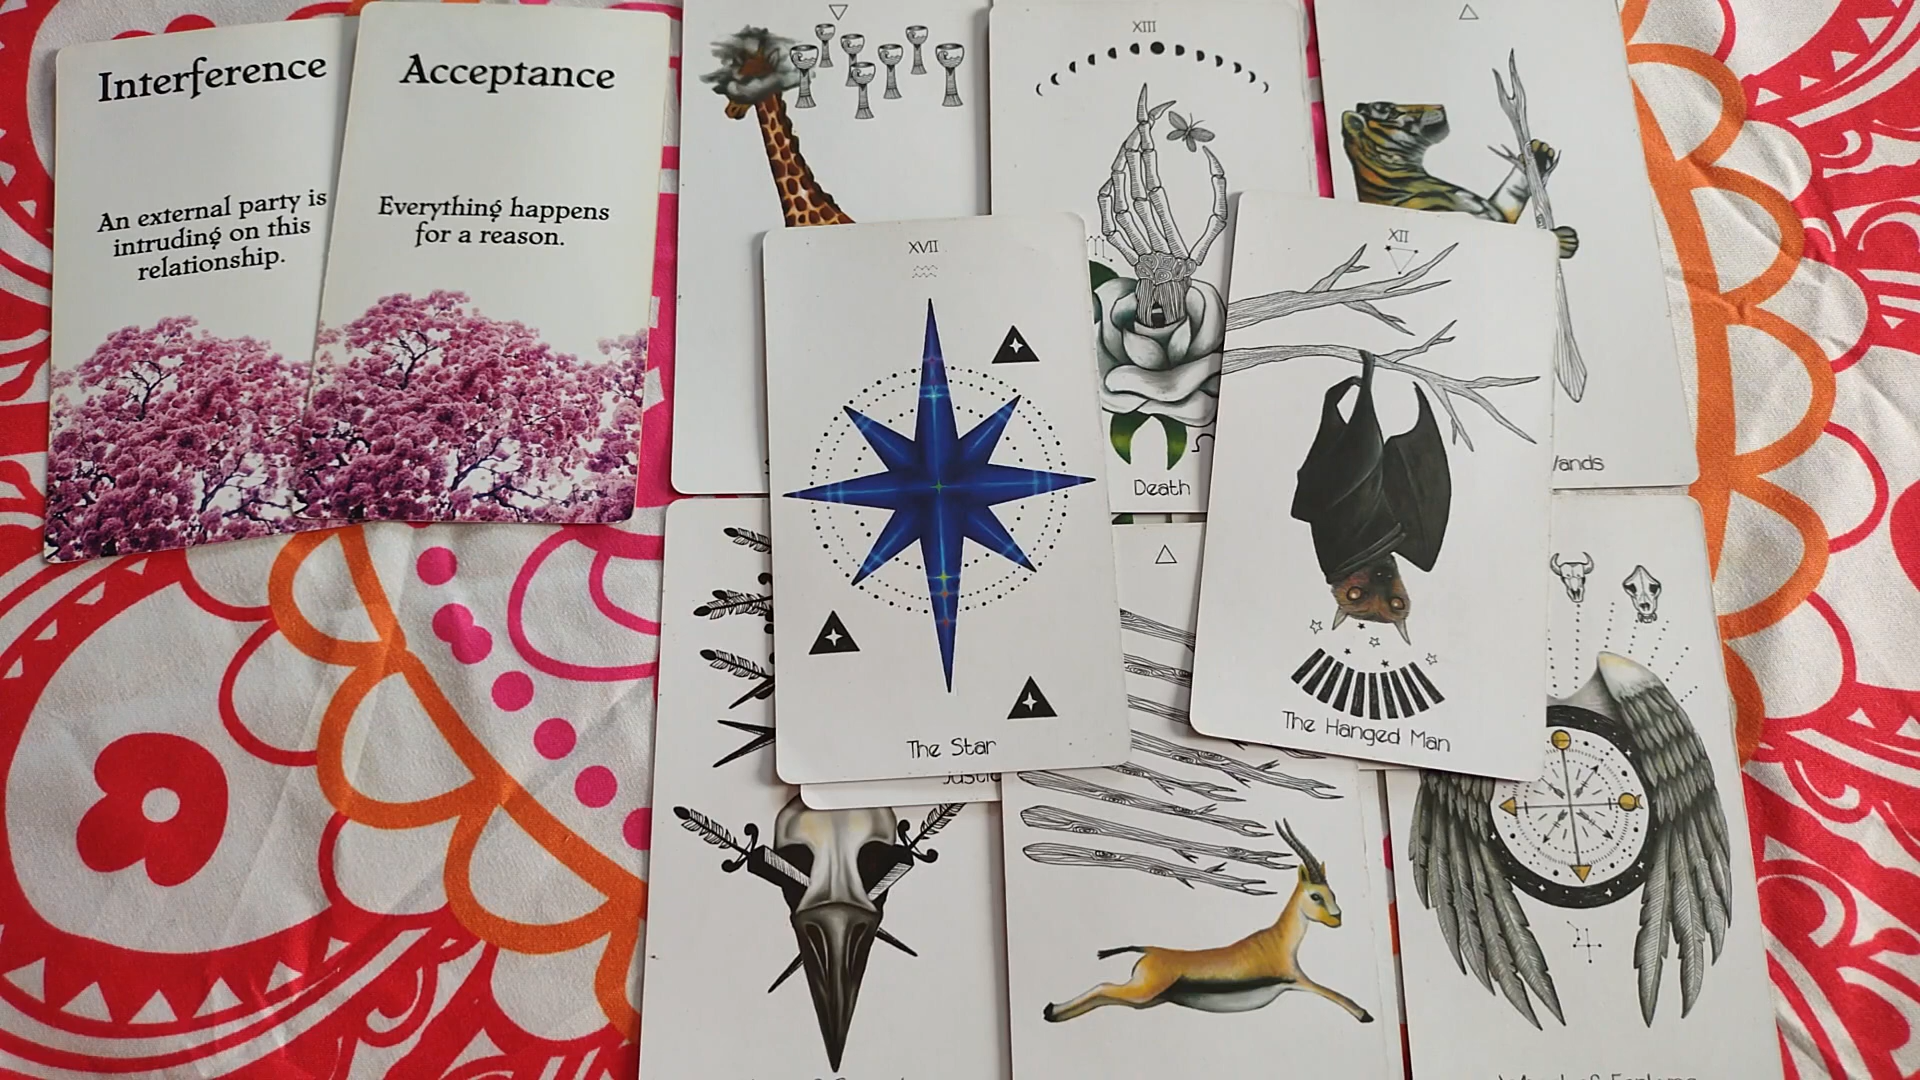 Interference
An external party is
intruding on this
relationship.
Acceptance
Everything happens
for a reason.
XIII
Death
XVII
The Star
XII
The Hanged Man